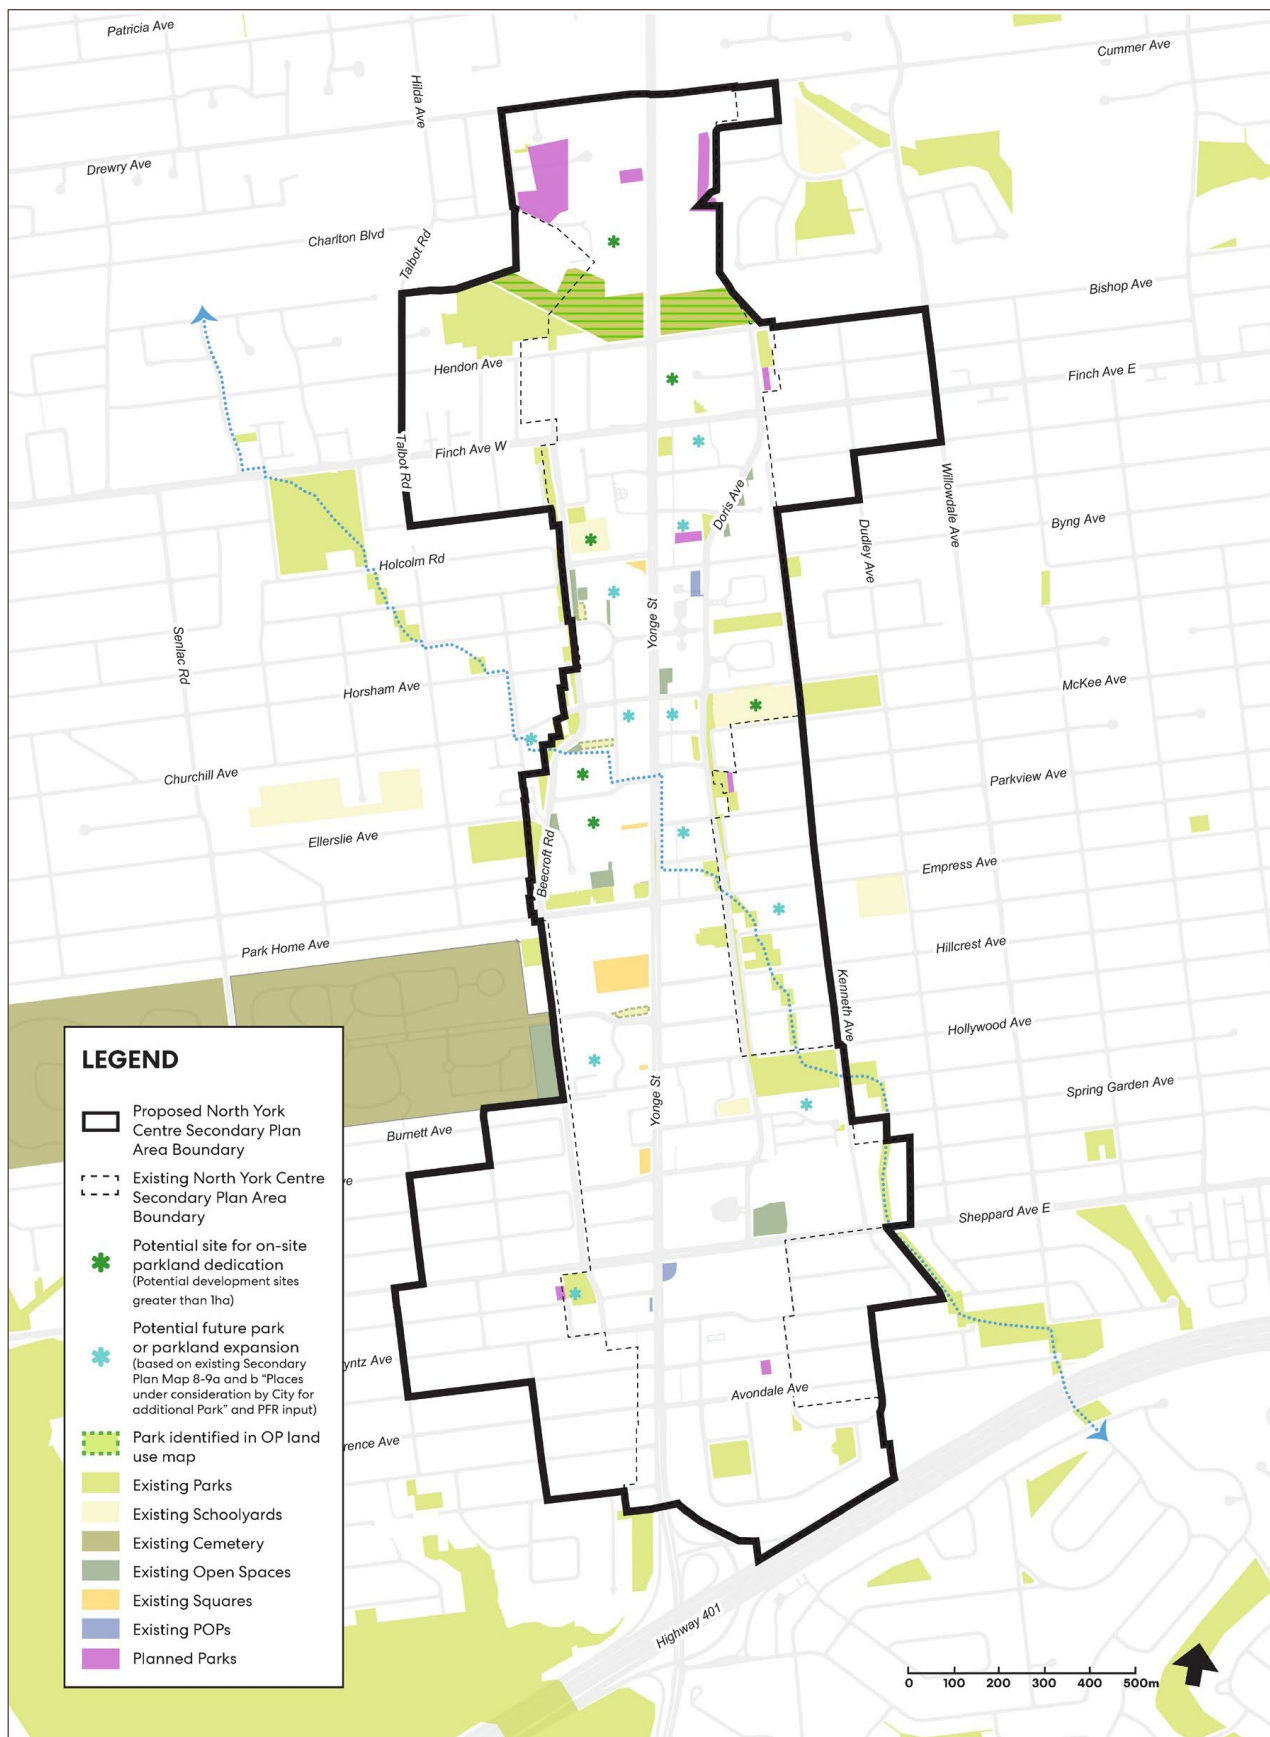 Patricia Ave
Hilda Ave
Cummer Ave
Drewry Ave
Charlton Blvd
Talbot Rd
Bishop Ave
Hendon Ave
Finch Ave E
Talbot Rd
Finch Ave W
Willowdale Ave
Doris Ave
Byng Ave
Dudley Ave
Holcolm Rd
Yonge St
Senlac Rd
Horsham Ave
McKee Ave
Churchill Ave
Parkview Ave
Ellerslie Ave
Beecroft Rd
Empress Ave
Park Home Ave
Hillcrest Ave
Kenneth Ave
Hollywood Ave
Yonge St
Spring Garden Ave
Burnett Ave
ve
Sheppard Ave E
yntz Ave
Avondale Ave
rence Ave
Highway 401
LEGEND
Proposed North York
Centre Secondary Plan
Area Boundary
Existing North York Centre
Secondary Plan Area
Boundary
Potential site for on-site
parkland dedication
(Potential development sites
greater than 1ha)
Potential future park
or parkland expansion
(based on existing Secondary
Plan Map 8-9a and b “Places
under consideration by City for
additional Park” and PFR input)
Park identified in OP land
use map
Existing Parks
Existing Schoolyards
Existing Cemetery
Existing Open Spaces
Existing Squares
Existing POPs
Planned Parks
0 100 200 300 400 500m